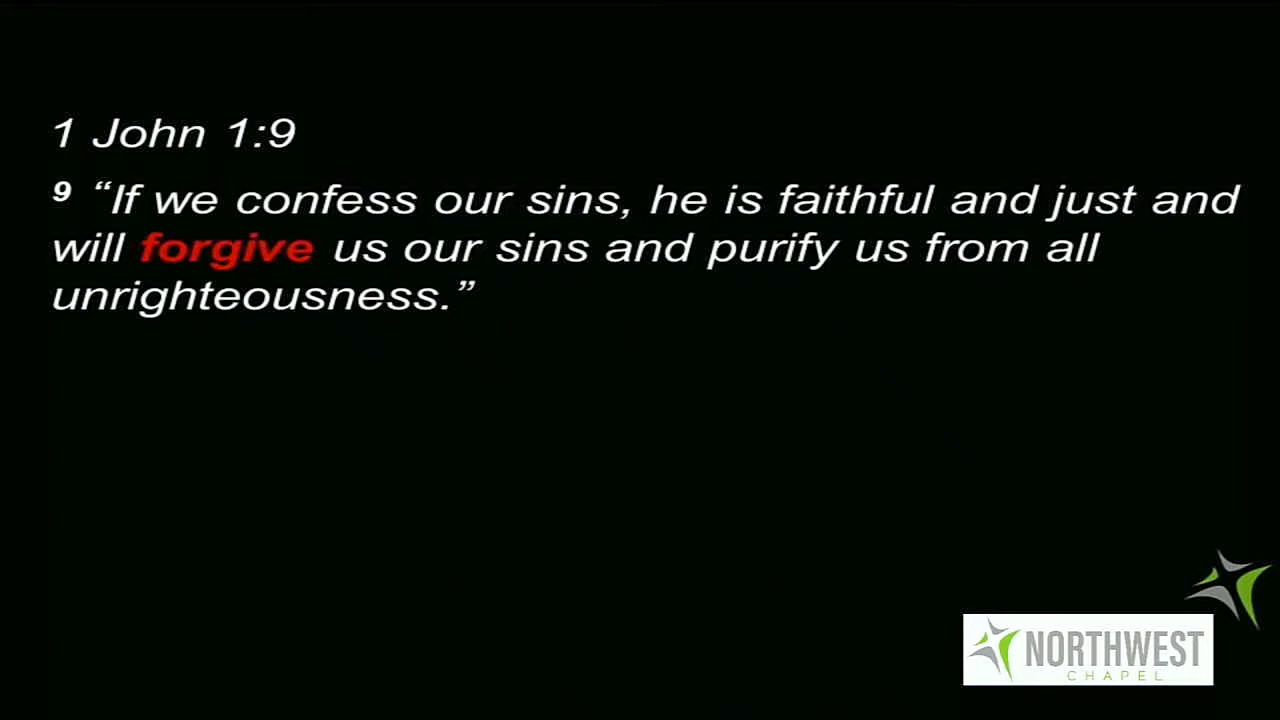 1 John 1:9
9 “If we confess our sins, he is faithful and just and
will forgive us our sins and purify us from all
unrighteousness.”
NORTHWEST
CHAPEL